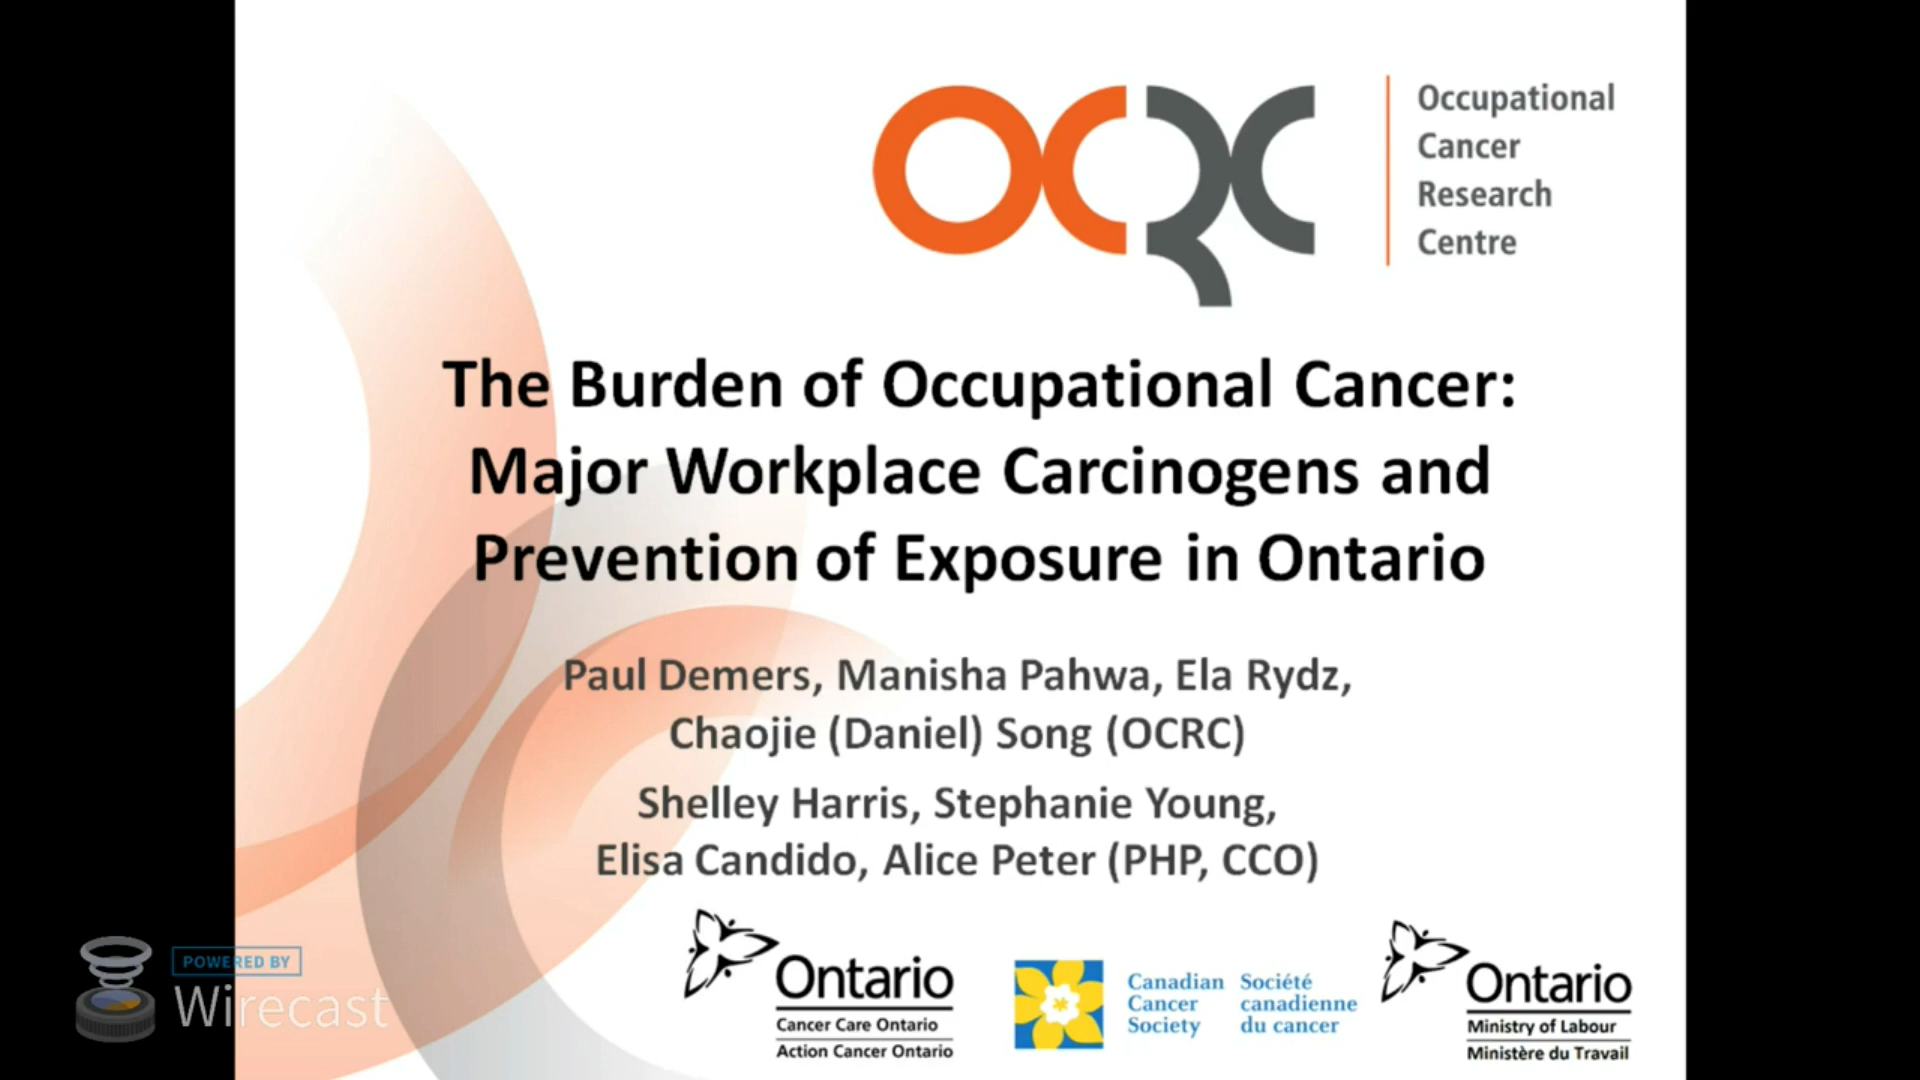 OCRC
Occupational
Cancer
Research
Centre
The Burden of Occupational Cancer:
Major Workplace Carcinogens and
Prevention of Exposure in Ontario
Paul Demers, Manisha Pahwa, Ela Rydz,
Chaojie (Daniel) Song (OCRC)
Shelley Harris, Stephanie Young,
Elisa Candido, Alice Peter (PHP, CCO)
POWERED BY
Wirecast
Ontario
Cancer Care Ontario
Action Cancer Ontario
Canadian
Cancer
Society
Société
canadienne
du cancer
Ontario
Ministry of Labour
Ministère du Travail